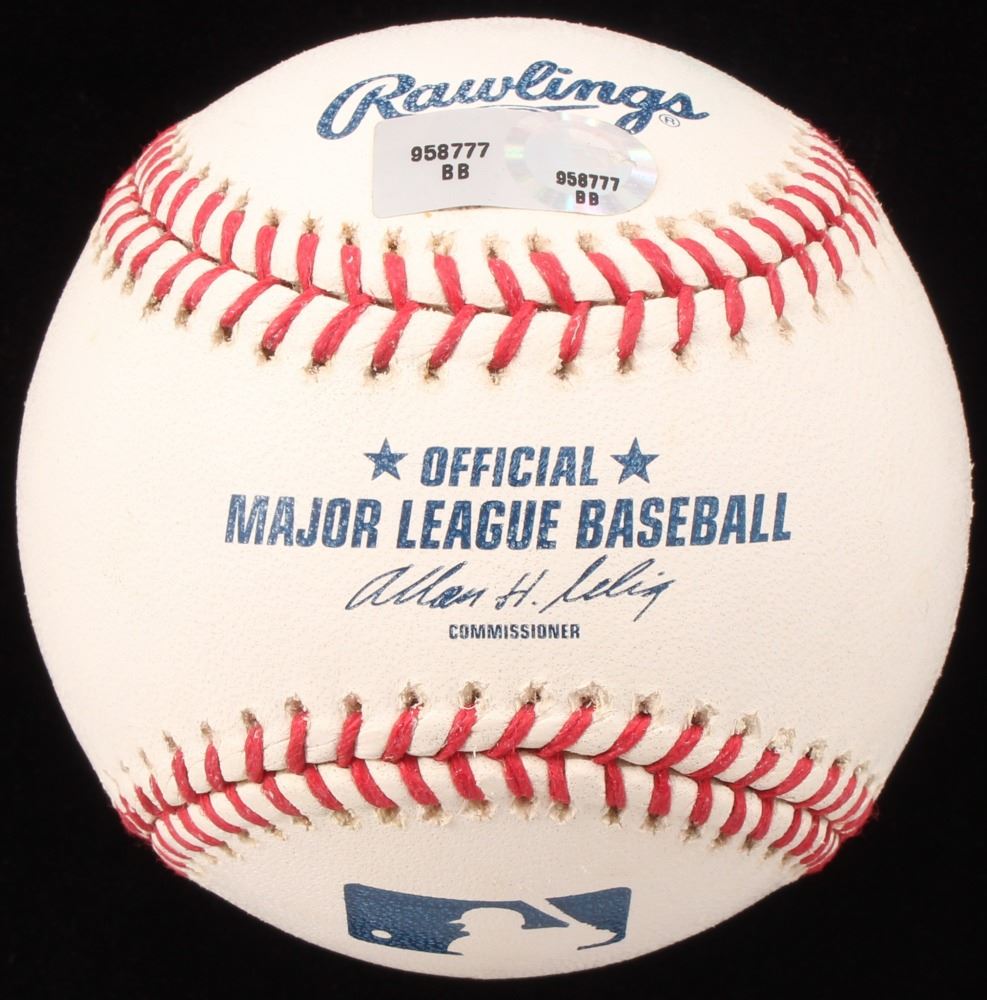 Rawlings®
958777
BB
958777
BB
★ OFFICIAL ★
MAJOR LEAGUE BASEBALL
Allan H. Selig
COMMISSIONER